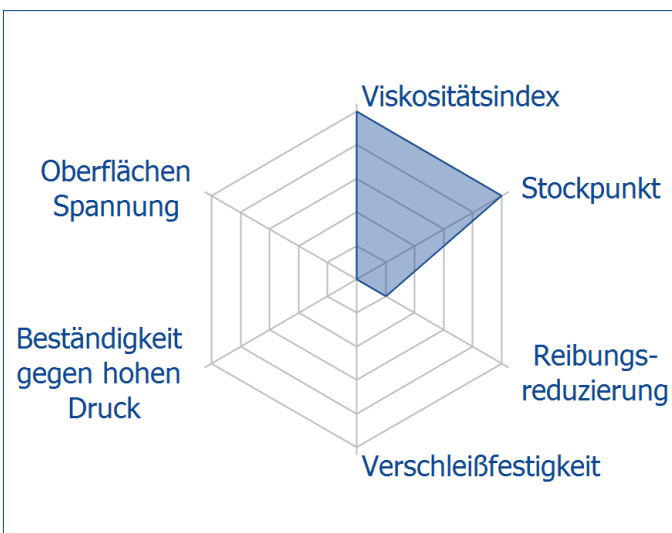 Viskositätsindex
Oberflächen
Spannung
Stockpunkt
Beständigkeit
gegen hohen
Druck
Reibungs-
reduzierung
Verschleißfestigkeit